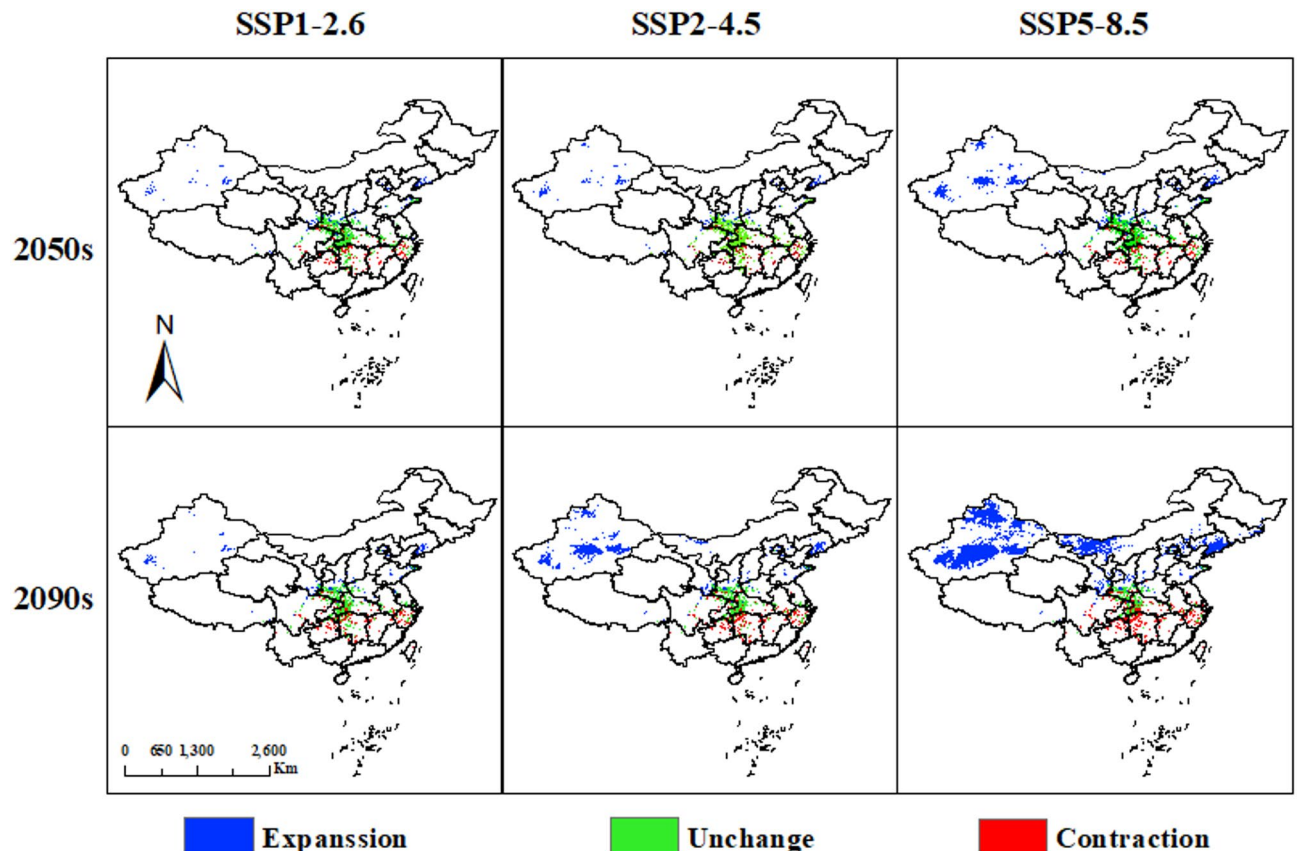 SSP1-2.6 SSP2-4.5 SSP5-8.5
2050s
N
2090s
0 650 1,300 2,600
Km
Expanssion Unchange Contraction